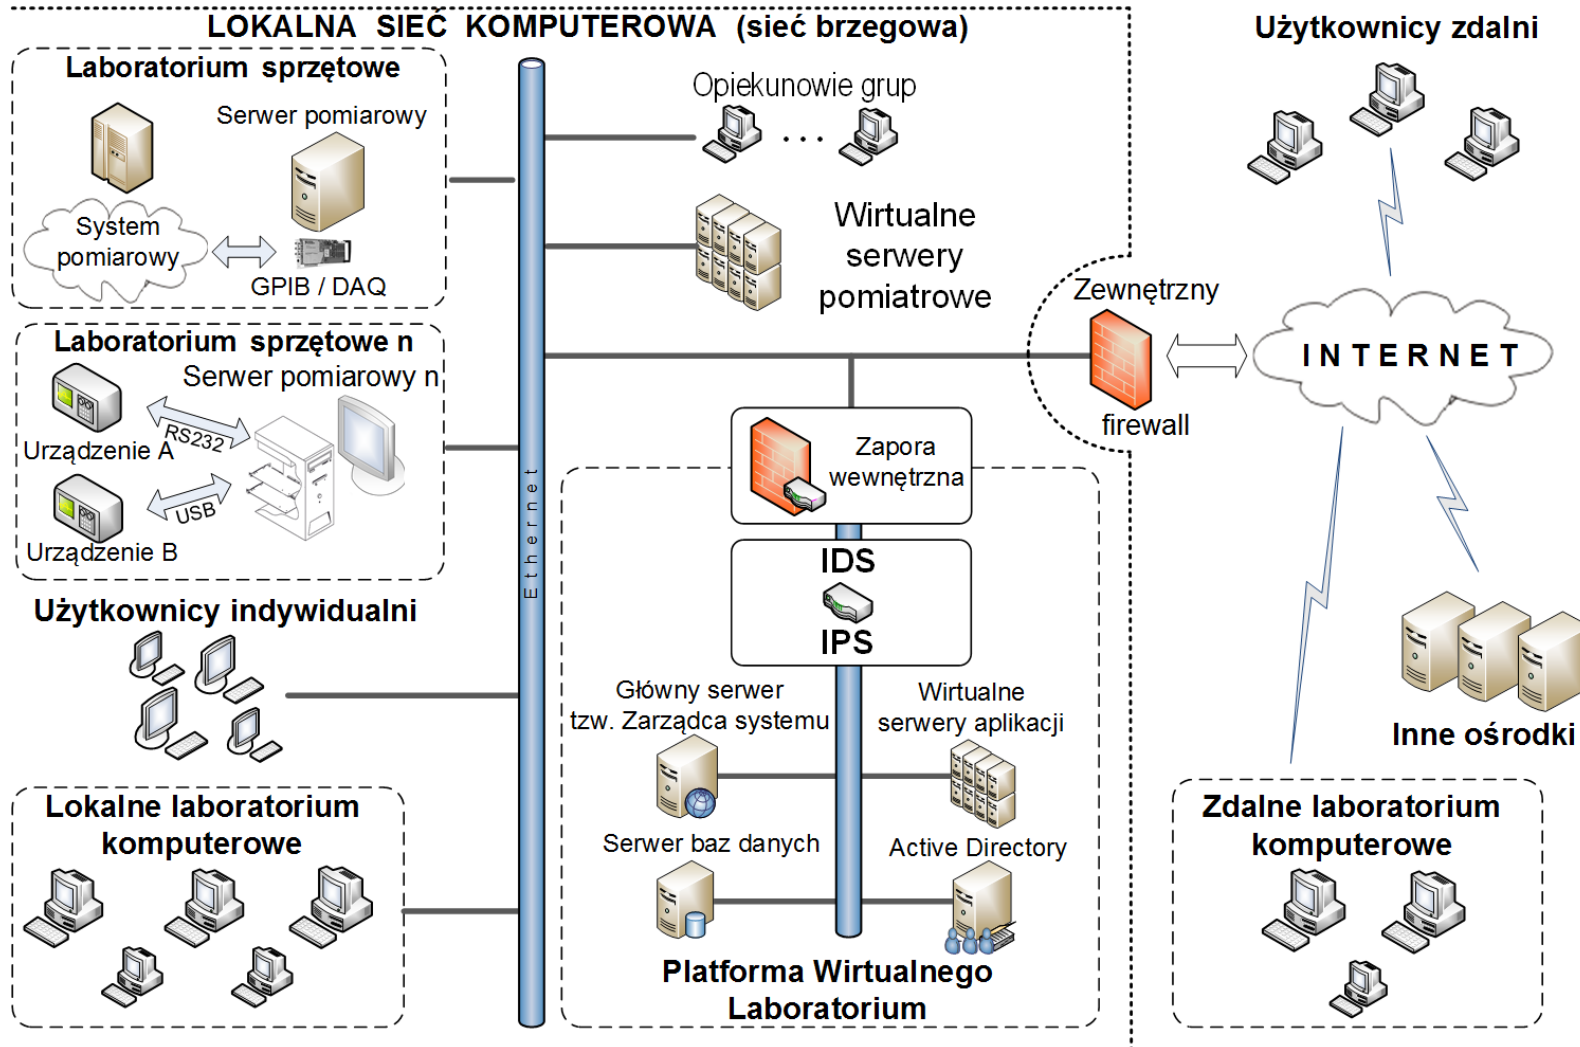 LOKALNA SIEĆ KOMPUTEROWA (sieć brzegowa)
Laboratorium sprzętowe
Serwer pomiarowy
System
pomiarowy
GPIB / DAQ
Laboratorium sprzętowe n
Serwer pomiarowy n
RS232
Urządzenie A
USB
Urządzenie B
Użytkownicy indywidualni
Lokalne laboratorium
komputerowe
Ethernet
Opiekunowie grup
...
Wirtualne
serwery
pomiatrowe
Zewnętrzny
firewall
Zapora
wewnętrzna
IDS
IPS
Główny serwer
tzw. Zarządca systemu
Wirtualne
serwery aplikacji
Serwer baz danych
Active Directory
Platforma Wirtualnego
Laboratorium
Użytkownicy zdalni
INTERNET
Inne ośrodki
Zdalne laboratorium
komputerowe